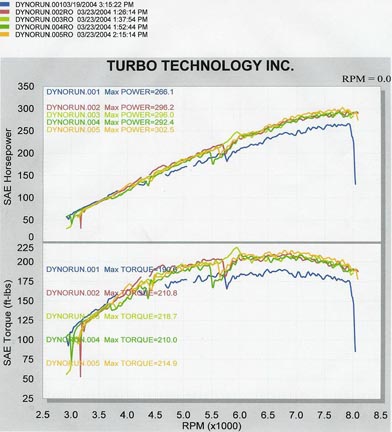 DYNORUN.00103/19/2004 3:15:22 PM
DYNORUN.002RO 03/23/2004 1:26:14 PM
DYNORUN.003RO 03/23/2004 1:37:54 PM
DYNORUN.004RO 03/23/2004 1:52:44 PM
DYNORUN.005RO 03/23/2004 2:15:14 PM
TURBO TECHNOLOGY INC.
RPM = 0.0
SAE Horsepower
350
300
250
200
150
100
50
0
DYNORUN.001 Max POWER=266.1
DYNORUN.002 Max POWER=296.2
DYNORUN.003 Max POWER=296.0
DYNORUN.004 Max POWER=292.4
DYNORUN.005 Max POWER=302.5
SAE Torque (ft-lbs)
225
200
175
150
125
100
75
50
25
DYNORUN.001 Max TORQUE=190.6
DYNORUN.002 Max TORQUE=210.8
DYNORUN.003 Max TORQUE=218.7
DYNORUN.004 Max TORQUE=210.0
DYNORUN.005 Max TORQUE=214.9
2.5 3.0 3.5 4.0 4.5 5.0 5.5 6.0 6.5 7.0 7.5 8.0 8.5
RPM (x1000)